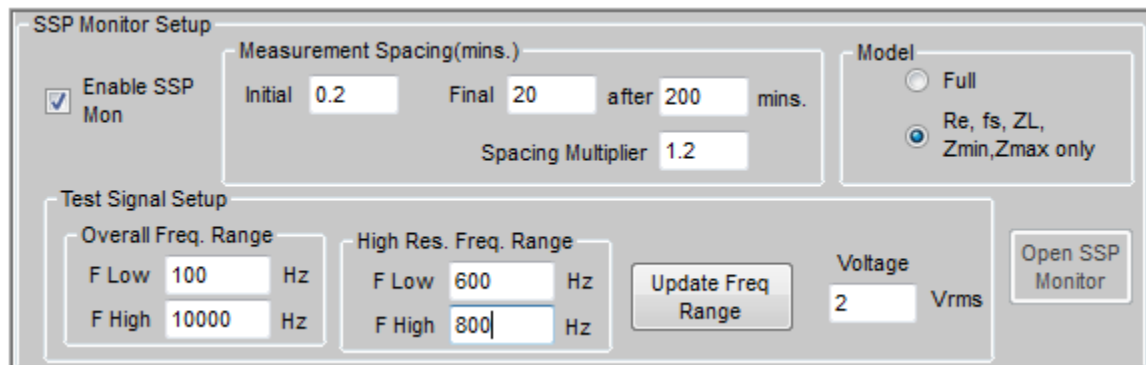 SSP Monitor Setup
Enable SSP
Mon
Measurement Spacing(mins.)
Initial 0.2 Final 20 after 200 mins.
Spacing Multiplier 1.2
Model
Full
Re, fs, ZL,
Zmin,Zmax only
Test Signal Setup
Overall Freq. Range
F Low 100 Hz
F High 10000 Hz
High Res. Freq. Range
F Low 600 Hz
F High 800 Hz
Update Freq
Range
Voltage
2 Vrms
Open SSP
Monitor